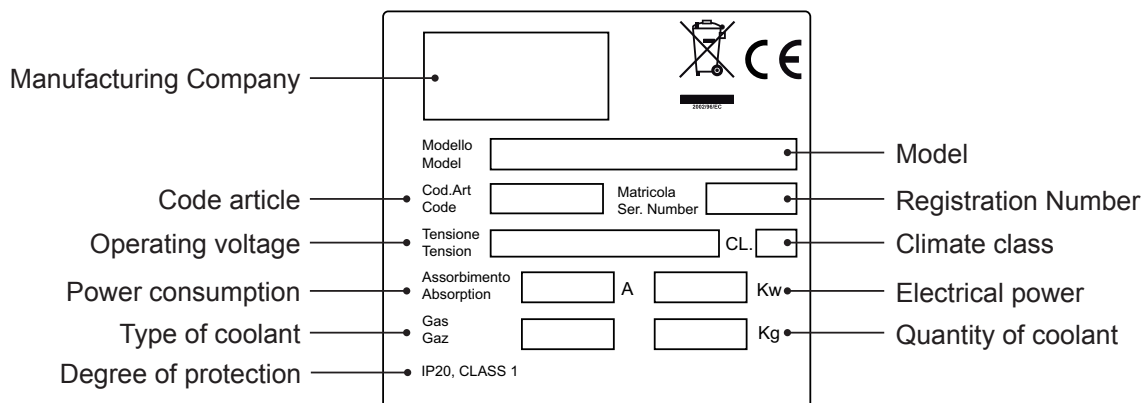 Manufacturing Company
CE
2002/96/EC
Modello
Model
Model
Code article
Cod.Art
Code
Matricola
Ser. Number
Registration Number
Operating voltage
Tensione
Tension
CL.
Climate class
Power consumption
Assorbimento
Absorption
A
Kw
Electrical power
Type of coolant
Gas
Gaz
Kg
Quantity of coolant
Degree of protection
IP20, CLASS 1